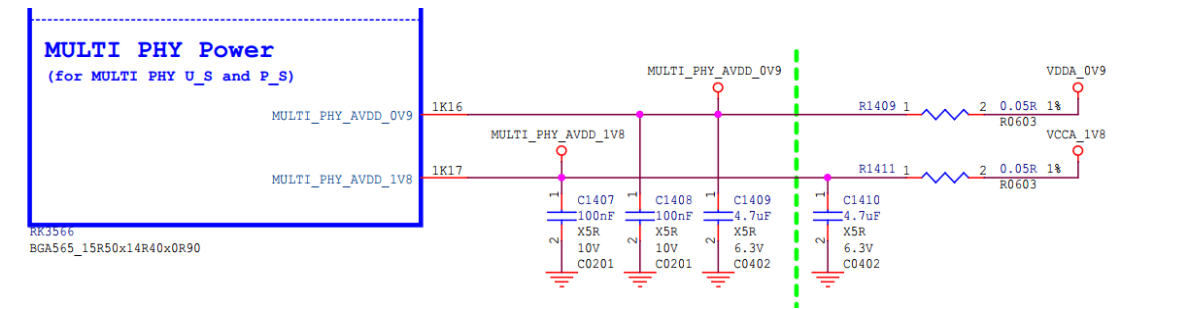 MULTI PHY Power
(for MULTI PHY U_S and P_S)
MULTI_PHY_AVDD_0V9
1K16
MULTI_PHY_AVDD_1V8
1K17
RK3566
BGA565_15R50x14R40x0R90
MULTI_PHY_AVDD_0V9
MULTI_PHY_AVDD_1V8
VDDA_0V9
R1409 1
2 0.05R 1%
R0603
VCCA_1V8
R1411 1
2 0.05R 1%
R0603
1
2
C1407
100nF
X5R
10V
C0201
1
2
C1408
100nF
X5R
10V
C0201
1
2
C1409
4.7uF
X5R
6.3V
C0402
1
2
C1410
4.7uF
X5R
6.3V
C0402